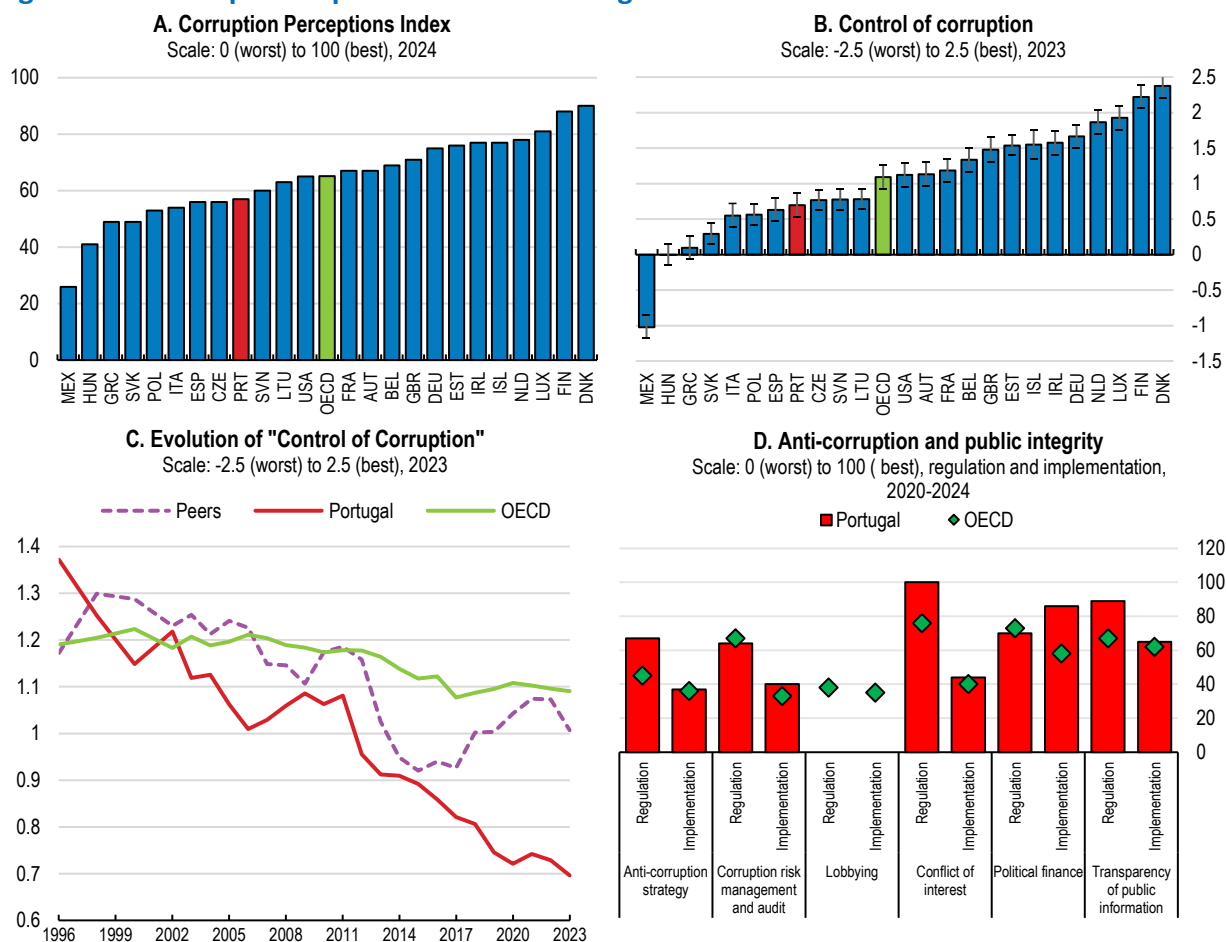 A. Corruption Perceptions Index
Scale: 0 (worst) to 100 (best), 2024
100
80
60
40
20
0
MEX
HUN
GRC
SVK
POL
ITA
ESP
CZE
PRT
SVN
LTU
USA
OECD
FRA
AUT
BEL
GBR
DEU
EST
IRL
ISL
NLD
LUX
FIN
DNK
B. Control of corruption
Scale: -2.5 (worst) to 2.5 (best), 2023
2.5
2
1.5
1
0.5
0
-0.5
-1
-1.5
MEX
HUN
GRC
SVK
ITA
POL
ESP
PRT
CZE
SVN
LTU
OECD
USA
AUT
FRA
BEL
GBR
EST
ISL
IRL
DEU
NLD
LUX
FIN
DNK
C. Evolution of "Control of Corruption"
Scale: -2.5 (worst) to 2.5 (best), 2023
Peers
Portugal
OECD
1.4
1.3
1.2
1.1
1
0.9
0.8
0.7
0.6
1996
1999
2002
2005
2008
2011
2014
2017
2020
2023
D. Anti-corruption and public integrity
Scale: 0 (worst) to 100 ( best), regulation and implementation,
2020-2024
Portugal
OECD
120
100
80
60
40
20
0
Regulation
Implementation
Regulation
Implementation
Regulation
Implementation
Regulation
Implementation
Regulation
Implementation
Regulation
Implementation
Anti-corruption
strategy
Corruption risk
management
and audit
Lobbying
Conflict of
interest
Political finance
Transparency
of public
information